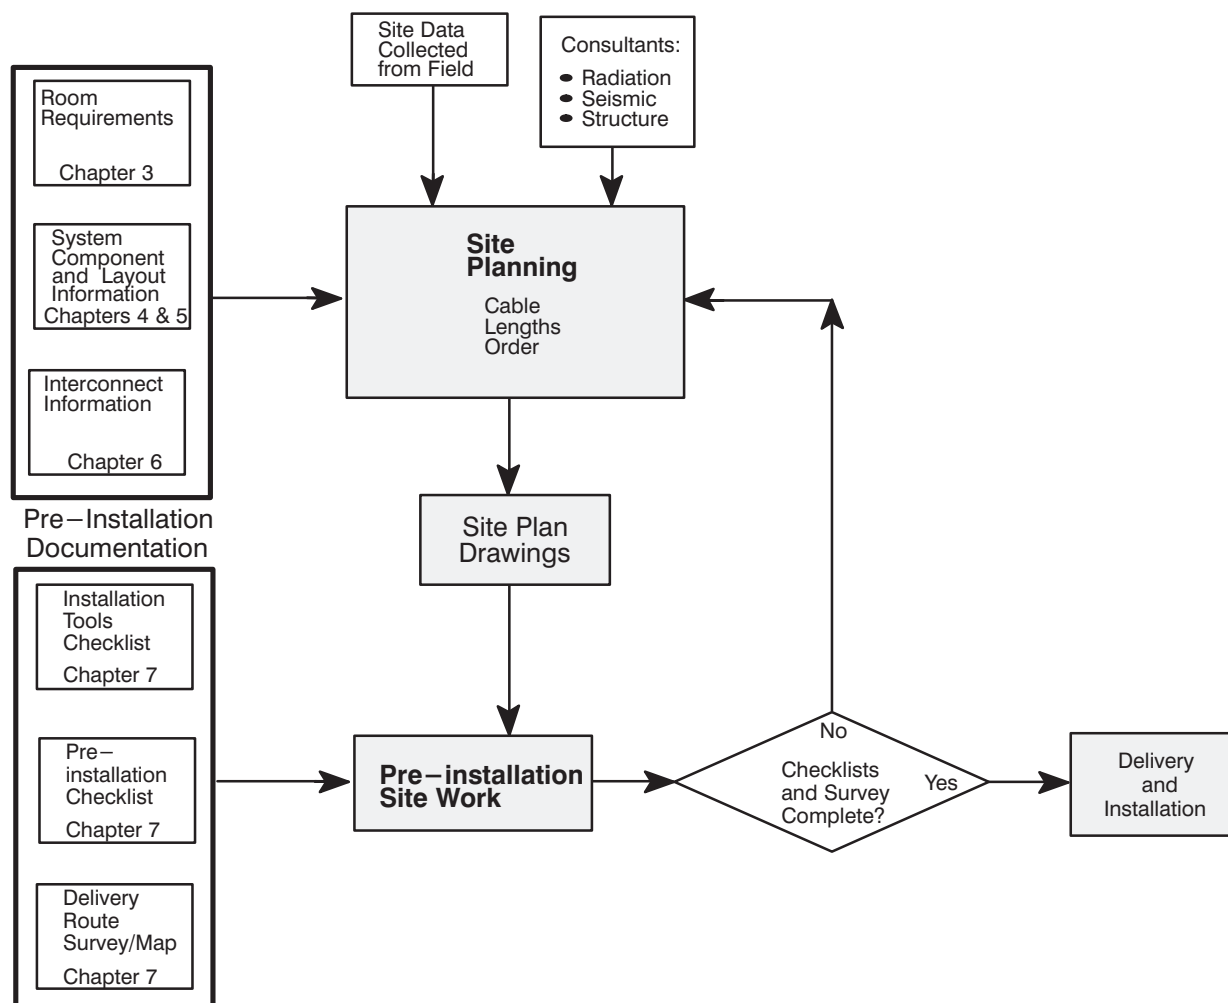 Site Data
Collected
from Field
Consultants:
• Radiation
• Seismic
• Structure
Room
Requirements
Chapter 3
System
Component
and Layout
Information
Chapters 4 & 5
Interconnect
Information
Chapter 6
Pre–Installation
Documentation
Site
Planning
Cable
Lengths
Order
Site Plan
Drawings
Installation
Tools
Checklist
Chapter 7
Pre–
installation
Checklist
Chapter 7
Delivery
Route
Survey/Map
Chapter 7
Pre–installation
Site Work
No
Checklists
and Survey
Complete?
Yes
Delivery
and
Installation